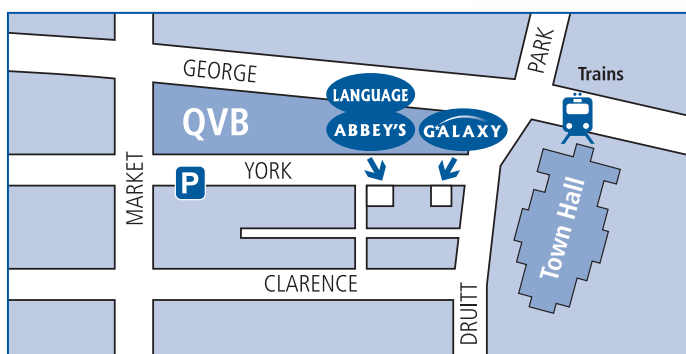 PARK
GEORGE
Trains
LANGUAGE
QVB
ABBEY'S
GALAXY
YORK
P
MARKET
Town Hall
CLARENCE
DRUITT